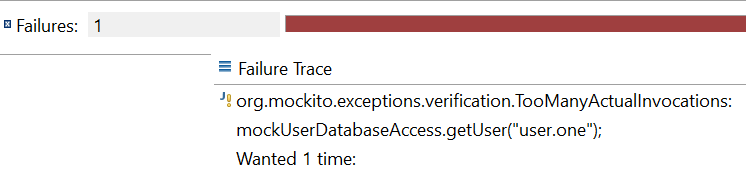 Failures: 1
Failure Trace
org.mockito.exceptions.verification.TooManyActualInvocations:
mockUserDatabaseAccess.getUser("user.one");
Wanted 1 time: